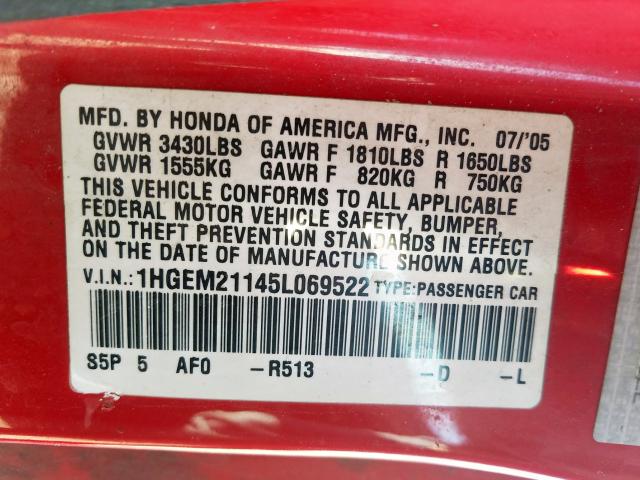 MFD. BY HONDA OF AMERICA MFG., INC. 07/'05
GVWR 3430LBS GAWR F 1810LBS R 1650LBS
GVWR 1555KG GAWR F 820KG R 750KG
THIS VEHICLE CONFORMS TO ALL APPLICABLE
FEDERAL MOTOR VEHICLE SAFETY, BUMPER,
AND THEFT PREVENTION STANDARDS IN EFFECT
ON THE DATE OF MANUFACTURE SHOWN ABOVE.
V.I.N.: 1HGEM21145L069522 TYPE:PASSENGER CAR
S5P 5 AF0 -R513 -D -L